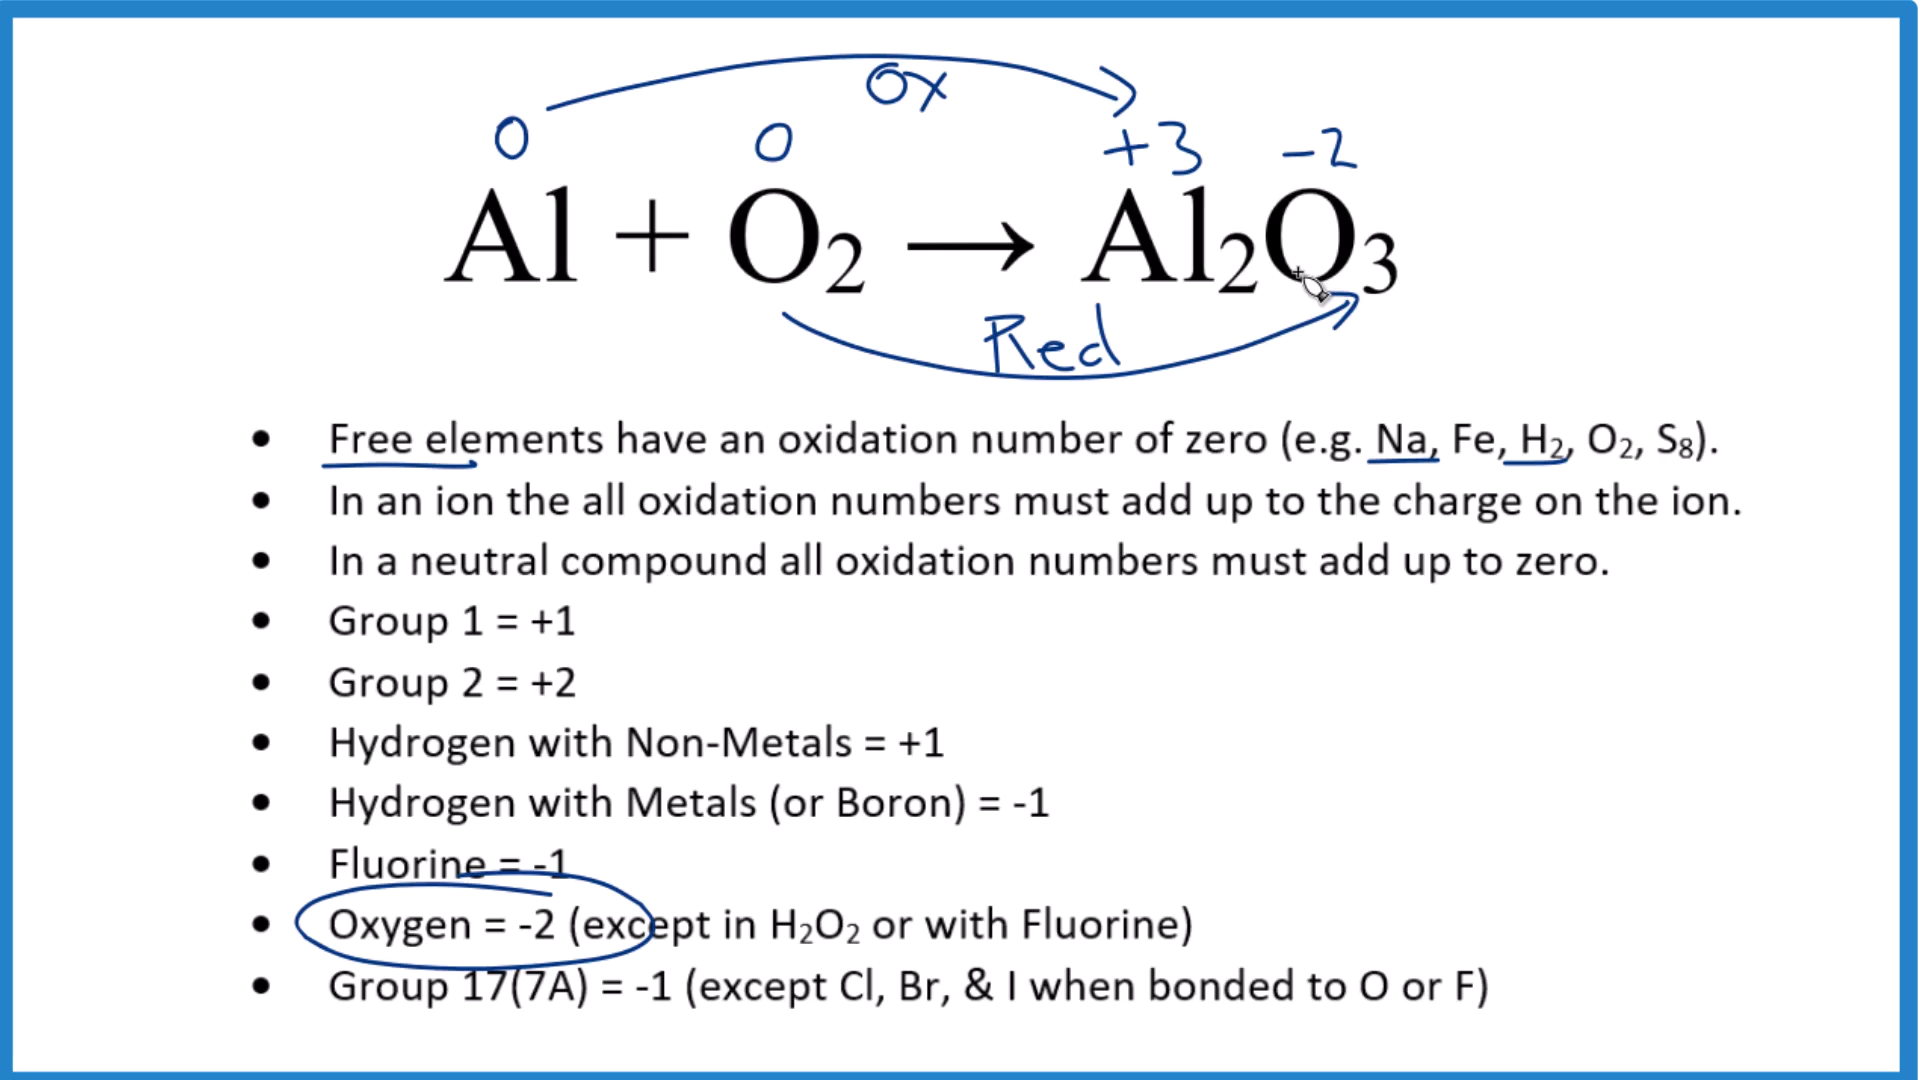 Ox
0 0 +3 -2
Al + O₂ → Al₂O₃
Red
• Free elements have an oxidation number of zero (e.g. Na, Fe, H₂, O₂, S₈).
• In an ion the all oxidation numbers must add up to the charge on the ion.
• In a neutral compound all oxidation numbers must add up to zero.
• Group 1 = +1
• Group 2 = +2
• Hydrogen with Non-Metals = +1
• Hydrogen with Metals (or Boron) = -1
• Fluorine = -1
• Oxygen = -2 (except in H₂O₂ or with Fluorine)
• Group 17(7A) = -1 (except Cl, Br, & I when bonded to O or F)